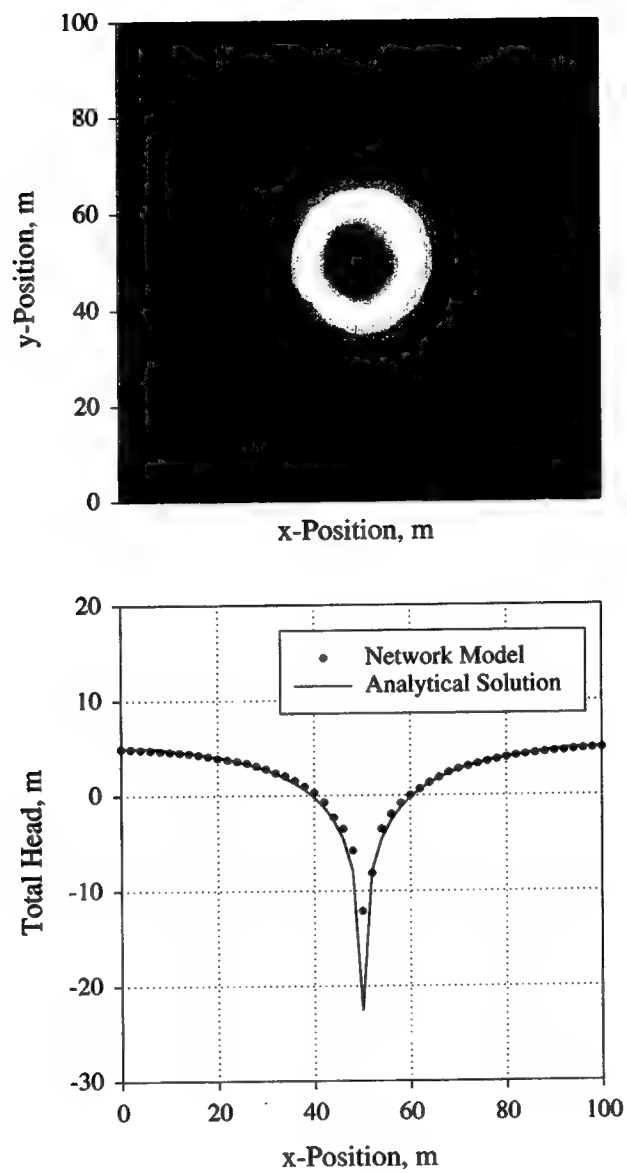 100
80
60
40
20
0
y-Position, m
x-Position, m
20
10
0
-10
-20
-30
Total Head, m
Network Model
Analytical Solution
0 20 40 60 80 100
x-Position, m